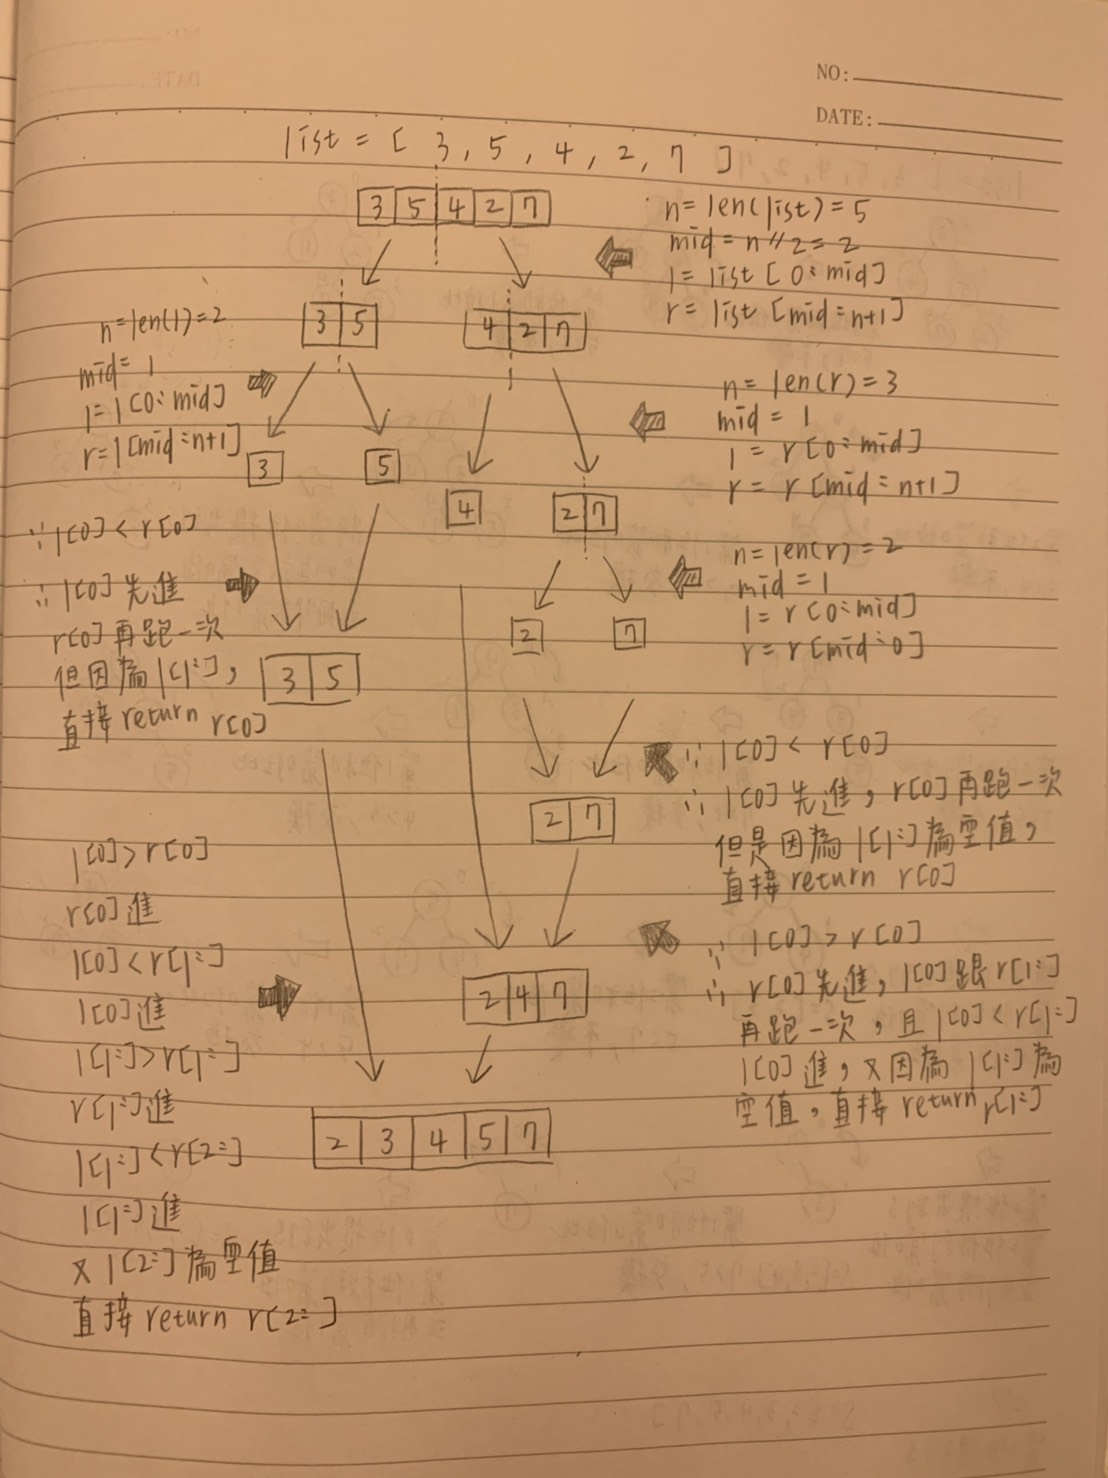 NO:
DATE:
list = [ 3 , 5 , 4 , 2 , 7 ]
3 5 4 2 7
n = len(list) = 5
mid = n // 2 = 2
l = list [ 0 : mid ]
r = list [mid : n+1]
3 5
4 2 7
n = len(l) = 2
mid = 1
l = l [0 : mid]
r = l [mid : n+1]
n = len(r) = 3
mid = 1
l = r [0 : mid]
r = r [mid : n+1]
3
5
4
2 7
n = len(r) = 2
mid = 1
l = r [0 : mid]
r = r [mid : 0]
2
7
∵ l[0] < r[0]
∴ l[0] 先進
r[0] 再跑一次
但因為 l[1:],
直接 return r[0]
3 5
∵ l[0] < r[0]
∴ l[0] 先進, r[0] 再跑一次
但是因為 l[1:] 為空值,
直接 return r[0]
2 7
∵ l[0] > r[0]
∴ r[0] 先進, l[0] 跟 r[1:]
再跑一次, 且 l[0] < r[1:]
l[0] 進, 又因為 l[1:] 為
空值, 直接 return r[1:]
2 4 7
l[0] > r[0]
r[0] 進
l[0] < r[1:]
l[0] 進
l[1:] > r[1:]
r[1:] 進
l[1:] < r[2:]
l[1:] 進
又 l[2:] 為空值
直接 return r[2:]
2 3 4 5 7